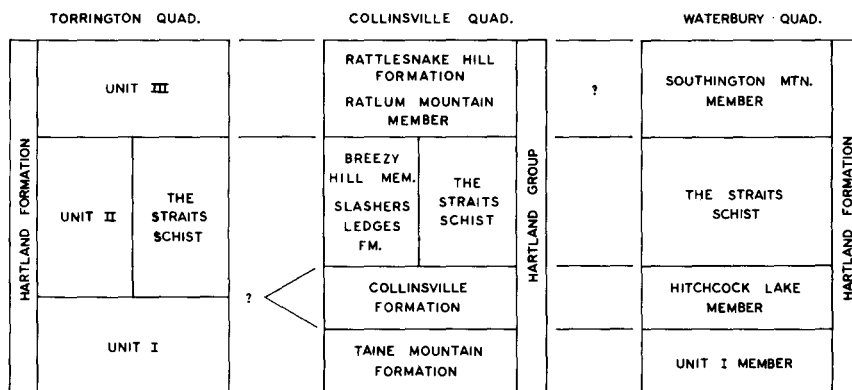 TORRINGTON QUAD.
COLLINSVILLE QUAD.
WATERBURY QUAD.
HARTLAND FORMATION
UNIT III
UNIT II
THE
STRAITS
SCHIST
UNIT I
?
RATTLESNAKE HILL
FORMATION
RATLUM MOUNTAIN
MEMBER
BREEZY
HILL MEM.
SLASHERS
LEDGES
FM.
THE
STRAITS
SCHIST
COLLINSVILLE
FORMATION
TAINE MOUNTAIN
FORMATION
HARTLAND GROUP
?
SOUTHINGTON MTN.
MEMBER
THE STRAITS
SCHIST
HITCHCOCK LAKE
MEMBER
UNIT I MEMBER
HARTLAND FORMATION